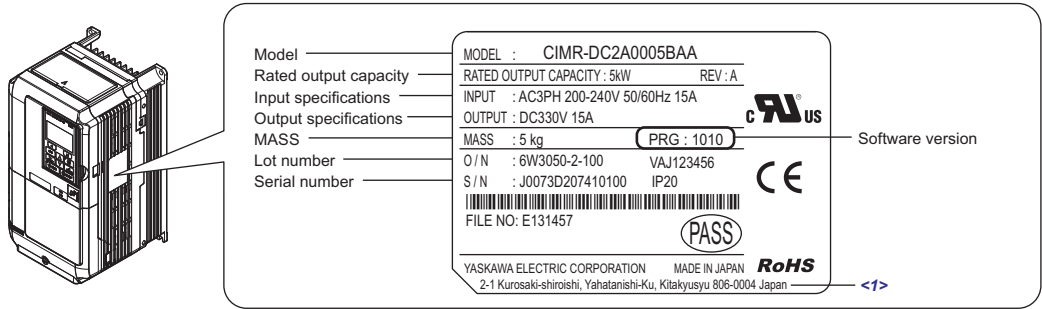 Model
Rated output capacity
Input specifications
Output specifications
MASS
Lot number
Serial number
MODEL : CIMR-DC2A0005BAA
RATED OUTPUT CAPACITY : 5kW REV : A
INPUT : AC3PH 200-240V 50/60Hz 15A
OUTPUT : DC330V 15A
MASS : 5 kg PRG : 1010
O / N : 6W3050-2-100 VAJ123456
S / N : J0073D207410100 IP20
FILE NO: E131457
PASS
YASKAWA ELECTRIC CORPORATION MADE IN JAPAN
2-1 Kurosaki-shiroishi, Yahatanishi-Ku, Kitakyusyu 806-0004 Japan
c RU US
CE
RoHS
Software version
<1>